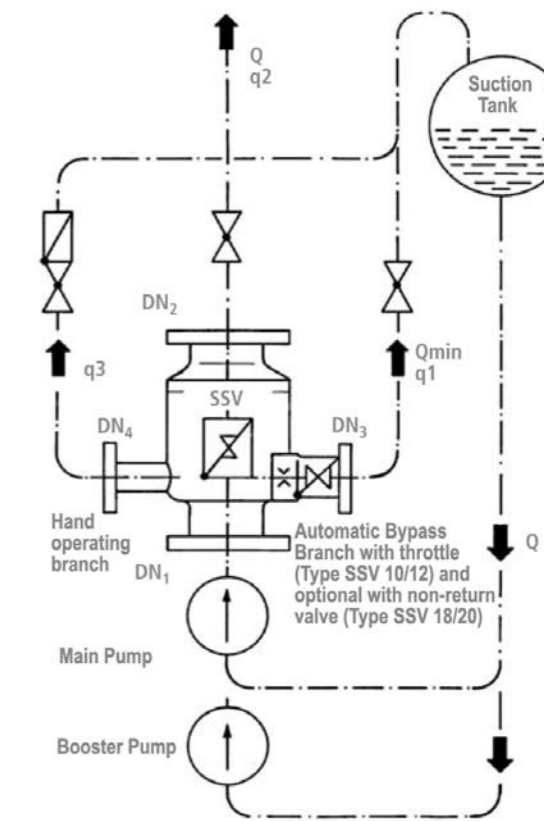 Q
q2
Suction
Tank
DN2
Qmin
q1
q3
SSV
DN4
DN3
Hand
operating
branch
Automatic Bypass
Branch with throttle
(Type SSV 10/12) and
optional with non-return
valve (Type SSV 18/20)
Q
DN1
Main Pump
Booster Pump